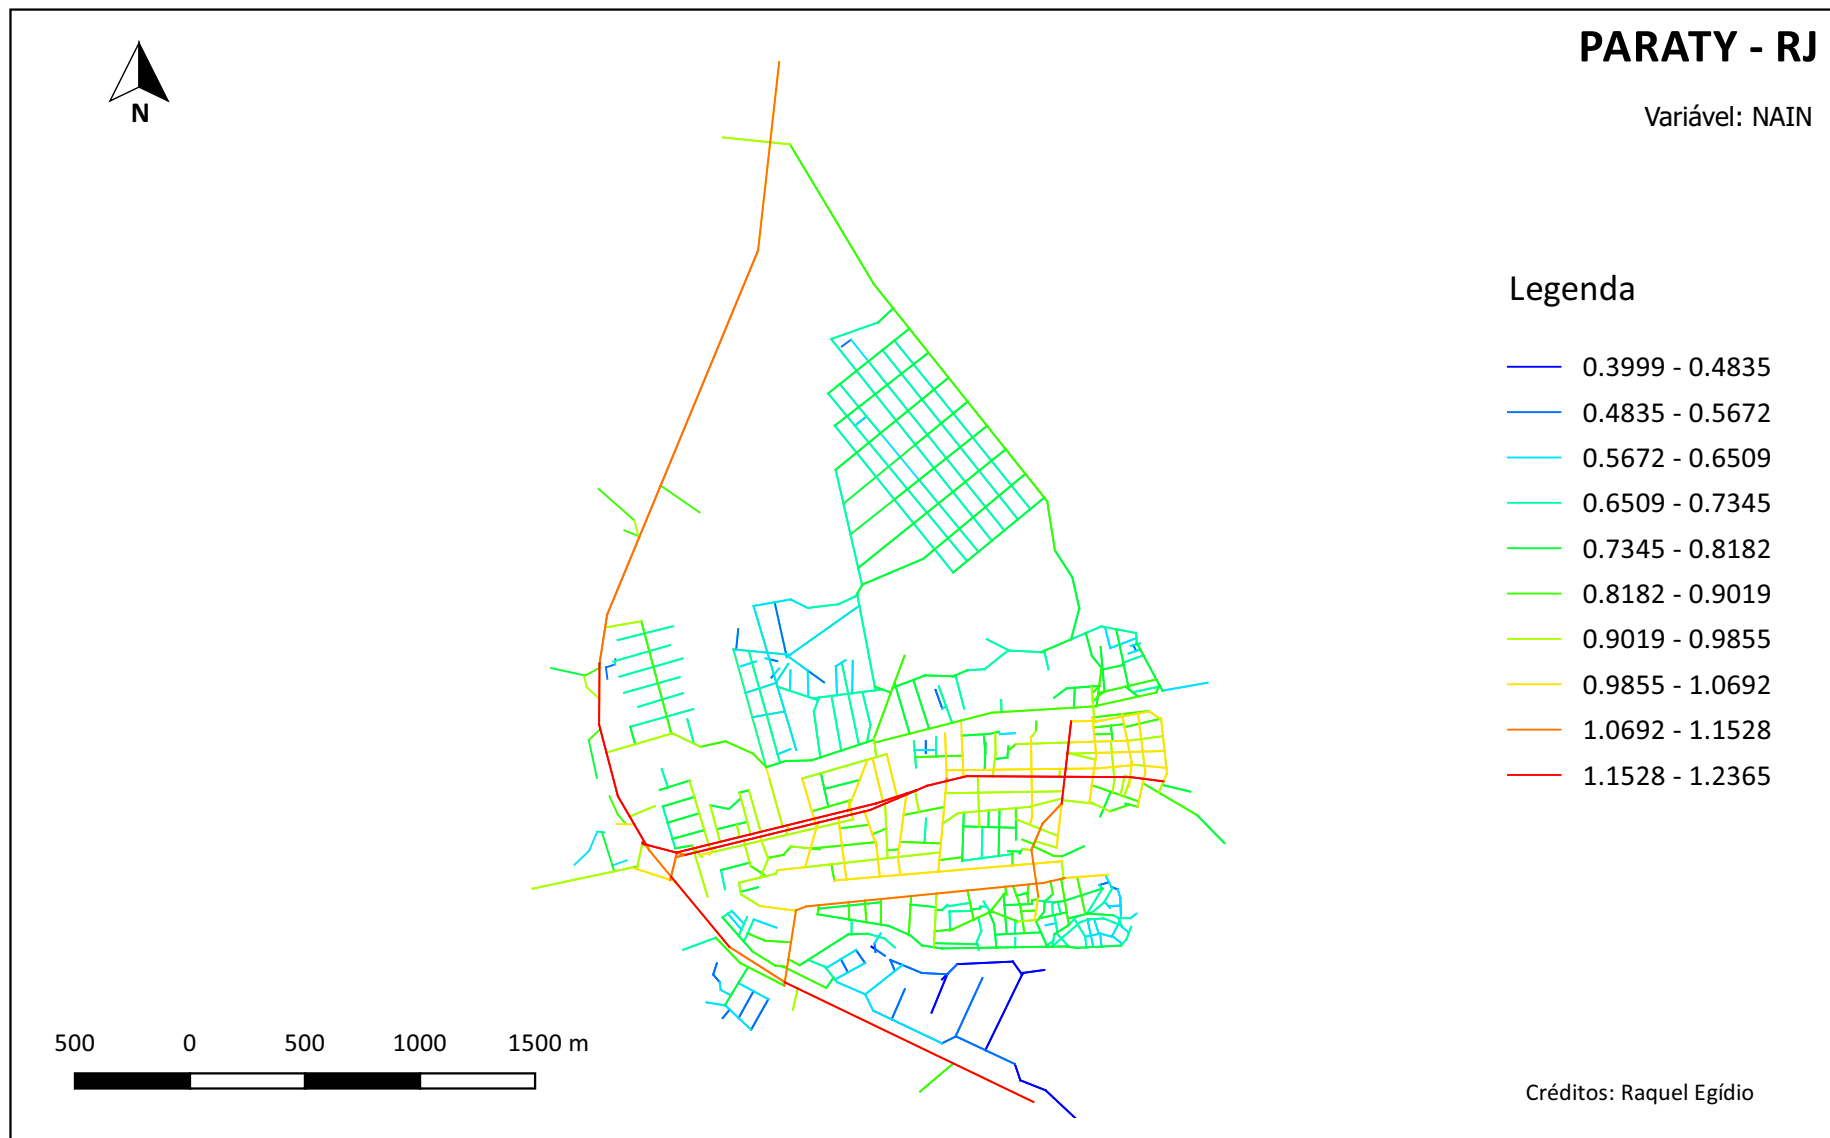 PARATY - RJ
Variável: NAIN
N
Legenda
0.3999 - 0.4835
0.4835 - 0.5672
0.5672 - 0.6509
0.6509 - 0.7345
0.7345 - 0.8182
0.8182 - 0.9019
0.9019 - 0.9855
0.9855 - 1.0692
1.0692 - 1.1528
1.1528 - 1.2365
500 0 500 1000 1500 m
Créditos: Raquel Egídio